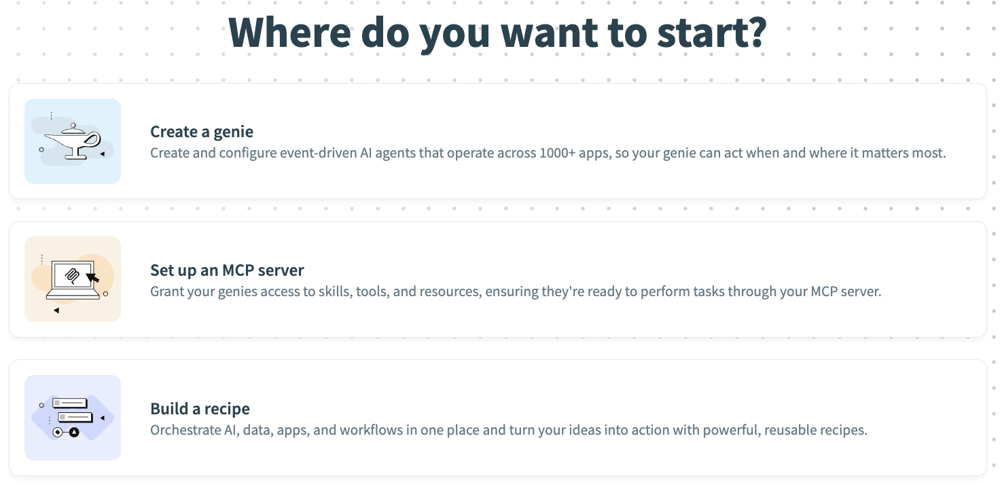 Where do you want to start?
Create a genie
Create and configure event-driven AI agents that operate across 1000+ apps, so your genie can act when and where it matters most.
Set up an MCP server
Grant your genies access to skills, tools, and resources, ensuring they're ready to perform tasks through your MCP server.
Build a recipe
Orchestrate AI, data, apps, and workflows in one place and turn your ideas into action with powerful, reusable recipes.